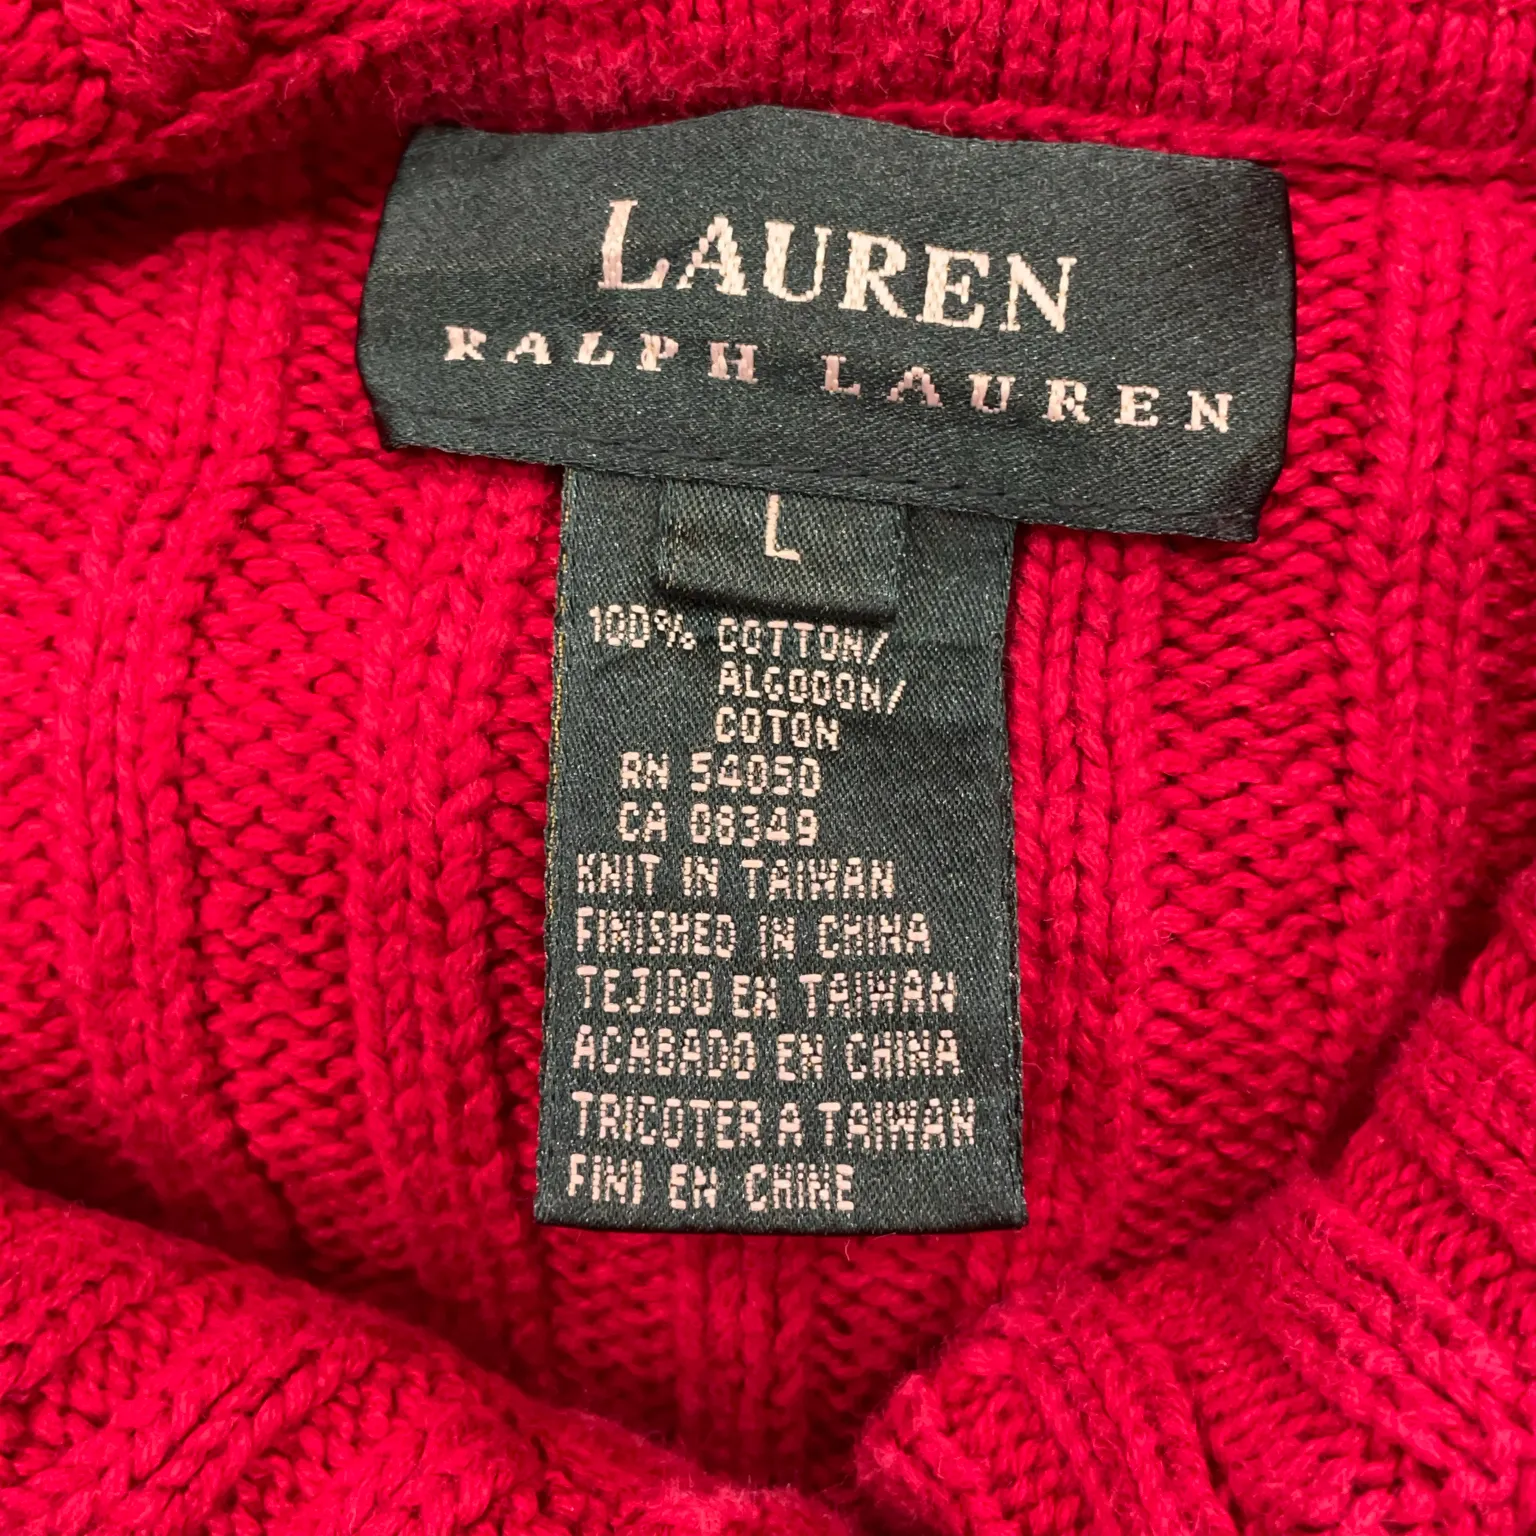 LAUREN
RALPH LAUREN
L
100% COTTON/
ALGODON/
COTON
RN 54050
CA 08349
KNIT IN TAIWAN
FINISHED IN CHINA
TEJIDO EN TAIWAN
ACABADO EN CHINA
TRICOTER A TAIWAN
FINI EN CHINE